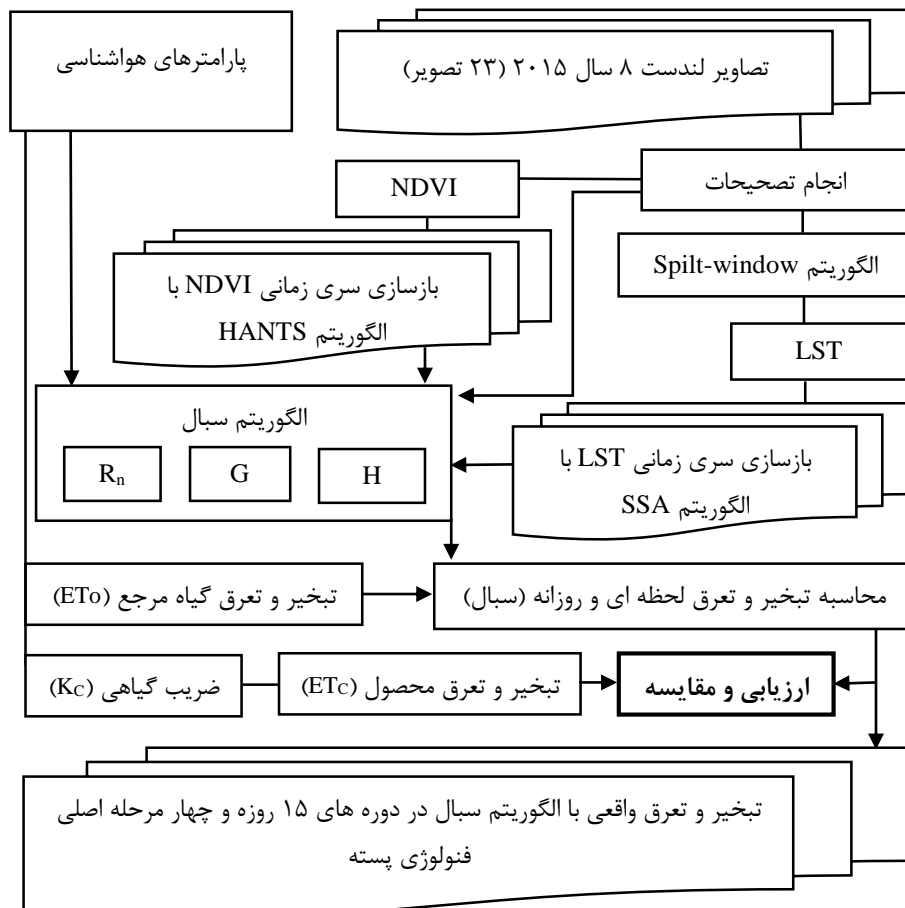 پارامترهای هواشناسی
تصاویر لندست ۸ سال ۲۰۱۵ (۲۳ تصویر)
انجام تصحیحات
NDVI
الگوریتم Spilt-window
بازسازی سری زمانی NDVI با
الگوریتم HANTS
LST
الگوریتم سبال
Rn
G
H
بازسازی سری زمانی LST با
الگوریتم SSA
تبخیر و تعرق گیاه مرجع (ETo)
محاسبه تبخیر و تعرق لحظه ای و روزانه (سبال)
ضریب گیاهی (KC)
تبخیر و تعرق محصول (ETC)
ارزیابی و مقایسه
تبخیر و تعرق واقعی با الگوریتم سبال در دوره های ۱۵ روزه و چهار مرحله اصلی
فنولوژی پسته